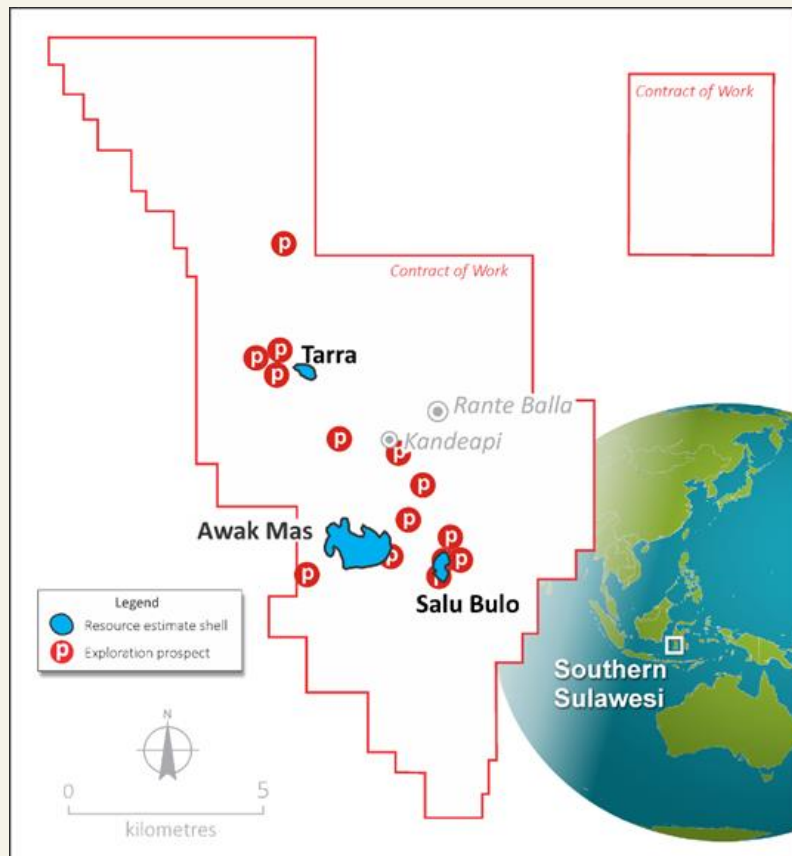 Contract of Work
p
Contract of Work
p
p
p
Tarra
Rante Balla
p
Kandeapi
p
p
p
Awak Mas
p
p
p
p
p
Salu Bulo
Legend
Resource estimate shell
p
Exploration prospect
Southern
Sulawesi
N
0
5
kilometres